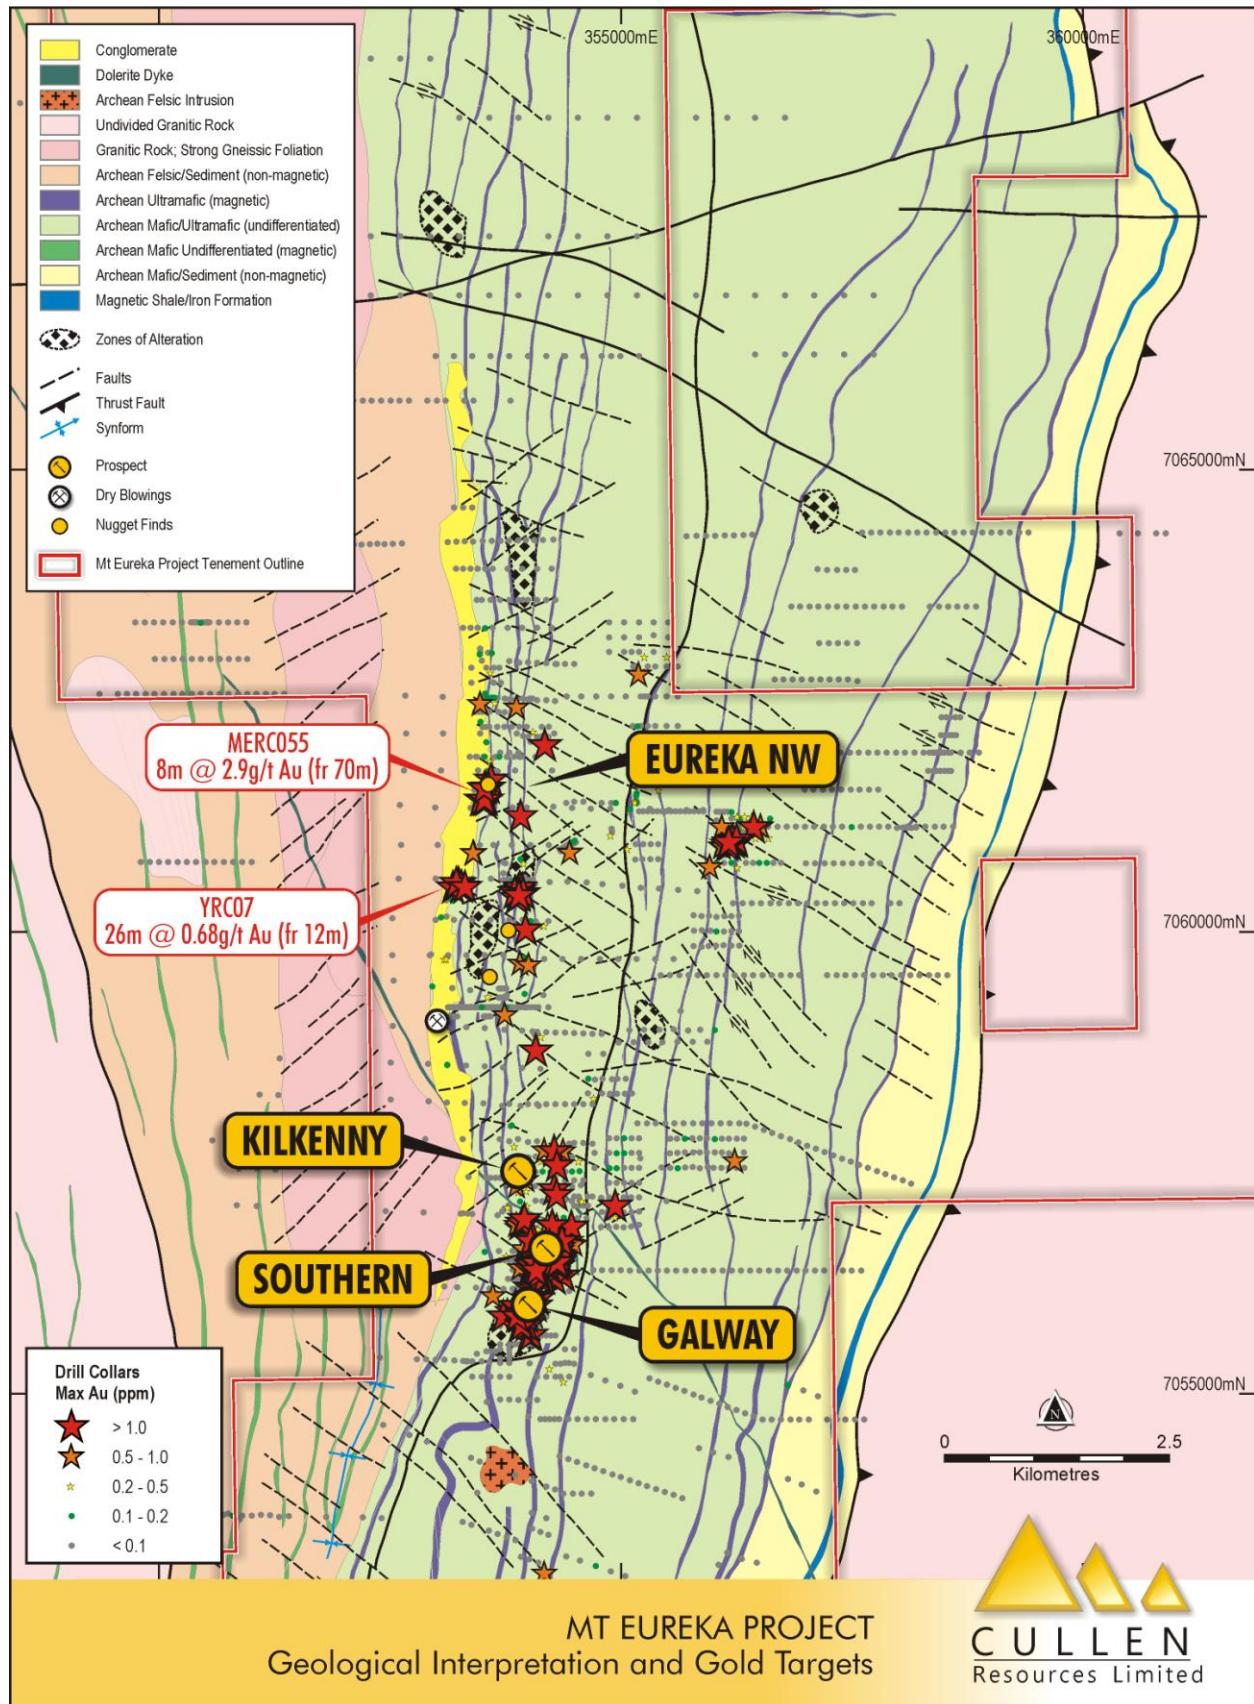 355000mE
360000mE
Conglomerate
Dolerite Dyke
Archean Felsic Intrusion
Undivided Granitic Rock
Granitic Rock; Strong Gneissic Foliation
Archean Felsic/Sediment (non-magnetic)
Archean Ultramafic (magnetic)
Archean Mafic/Ultramafic (undifferentiated)
Archean Mafic Undifferentiated (magnetic)
Archean Mafic/Sediment (non-magnetic)
Magnetic Shale/Iron Formation
Zones of Alteration
Faults
Thrust Fault
Synform
Prospect
Dry Blowings
Nugget Finds
Mt Eureka Project Tenement Outline
7065000mN
MERC055
8m @ 2.9g/t Au (fr 70m)
EUREKA NW
YRC07
26m @ 0.68g/t Au (fr 12m)
7060000mN
KILKENNY
SOUTHERN
GALWAY
7055000mN
Drill Collars
Max Au (ppm)
> 1.0
0.5 - 1.0
0.2 - 0.5
0.1 - 0.2
< 0.1
N
0 2.5
Kilometres
MT EUREKA PROJECT
Geological Interpretation and Gold Targets
CULLEN
Resources Limited